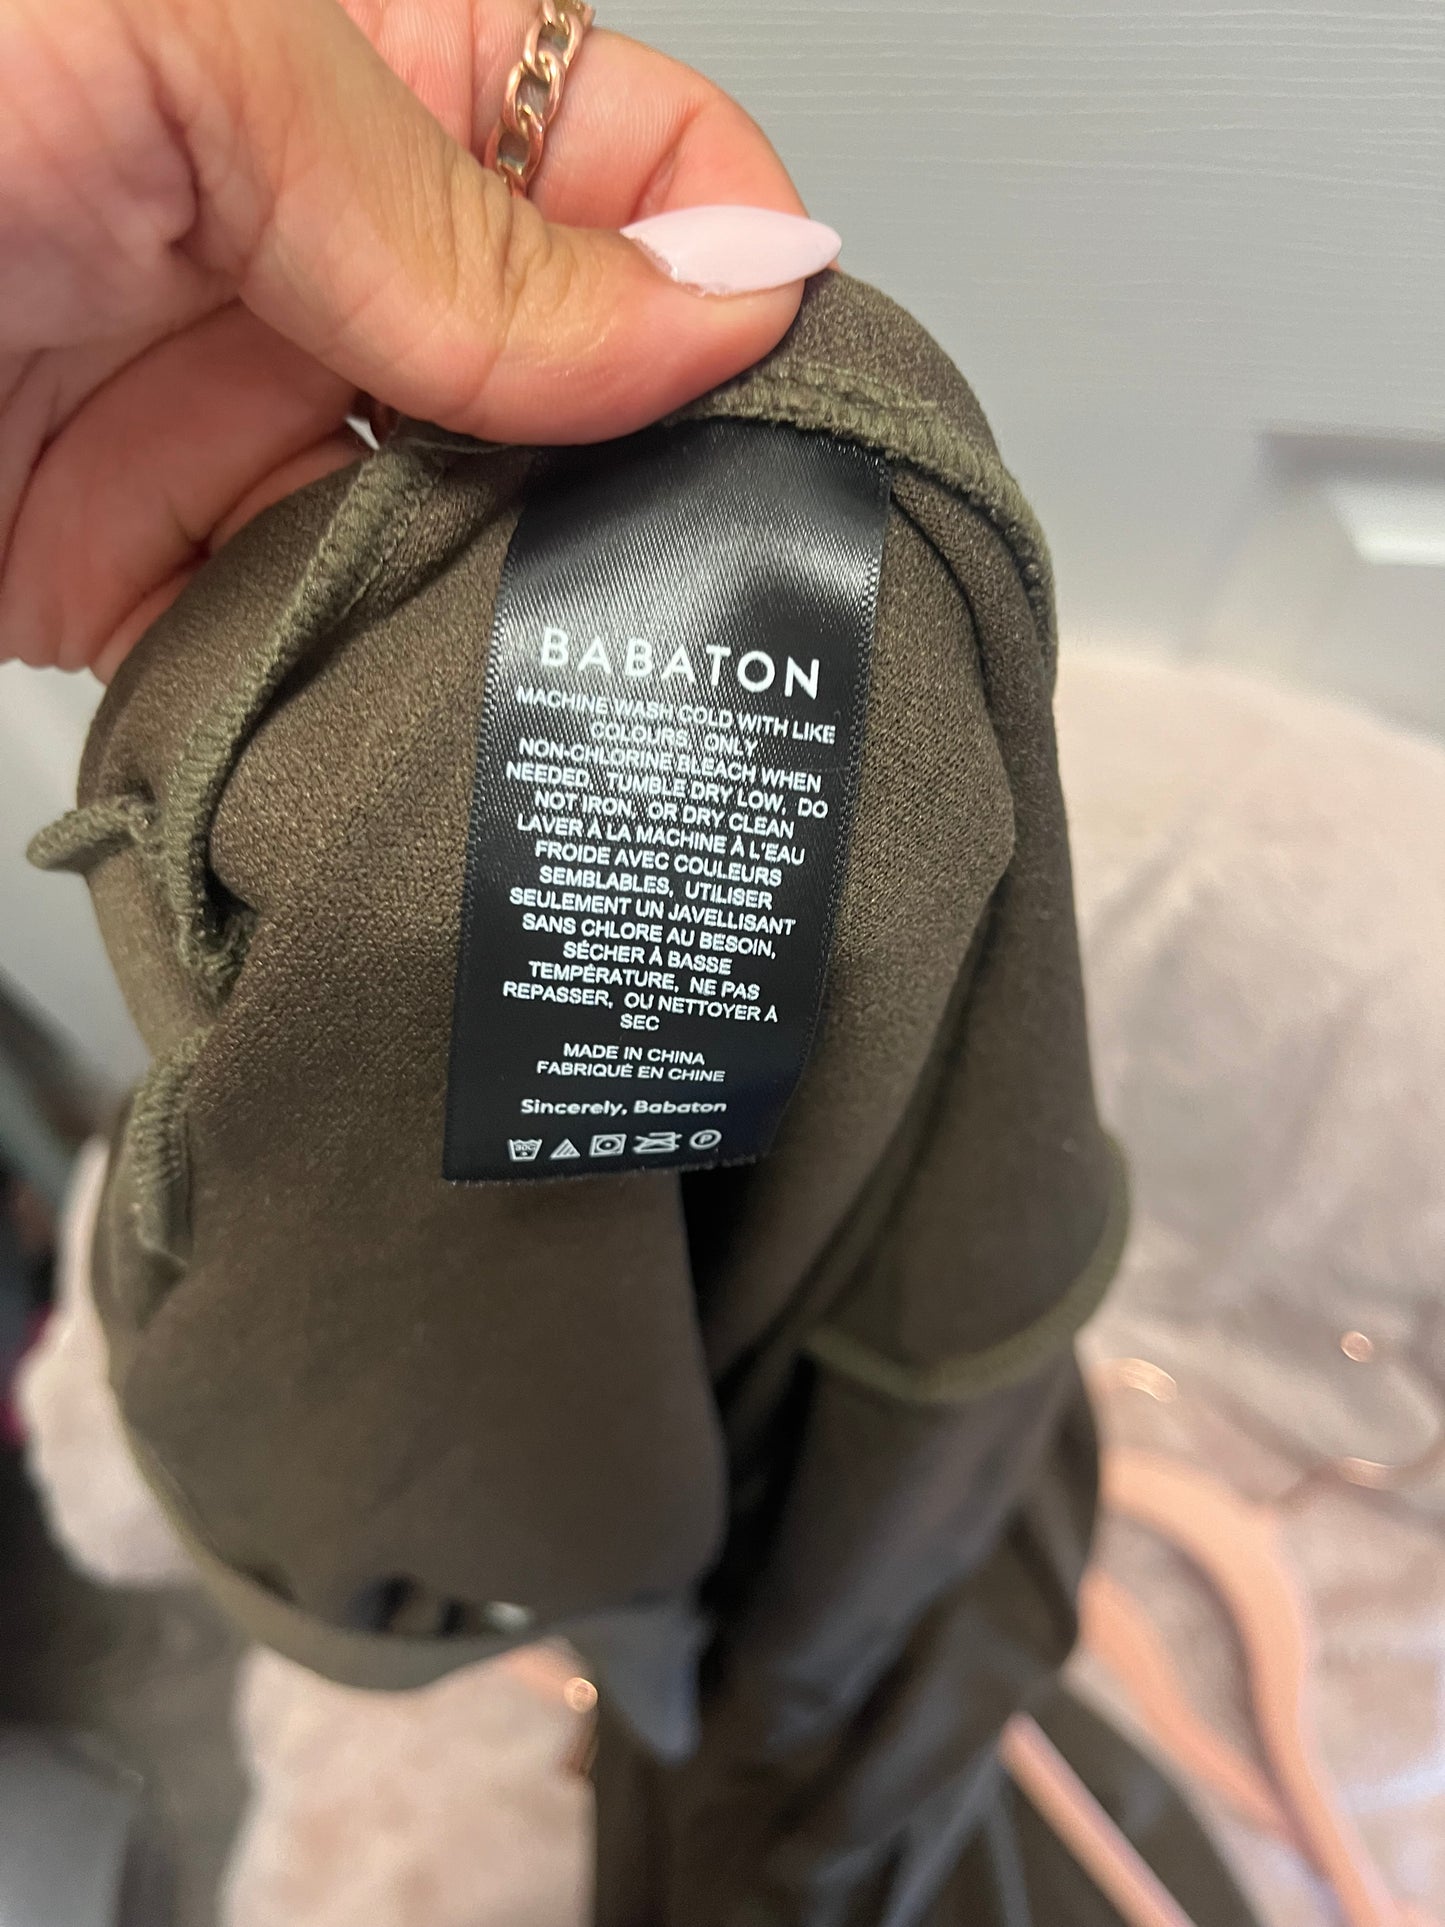 BABATON
MACHINE WASH COLD WITH LIKE
COLOURS, ONLY
NON-CHLORINE BLEACH WHEN
NEEDED, TUMBLE DRY LOW, DO
NOT IRON, OR DRY CLEAN
LAVER À LA MACHINE À L'EAU
FROIDE AVEC COULEURS
SEMBLABLES, UTILISER
SEULEMENT UN JAVELLISANT
SANS CHLORE AU BESOIN,
SÉCHER À BASSE
TEMPÉRATURE, NE PAS
REPASSER, OU NETTOYER À
SEC
MADE IN CHINA
FABRIQUÉ EN CHINE
Sincerely, Babaton
30C P